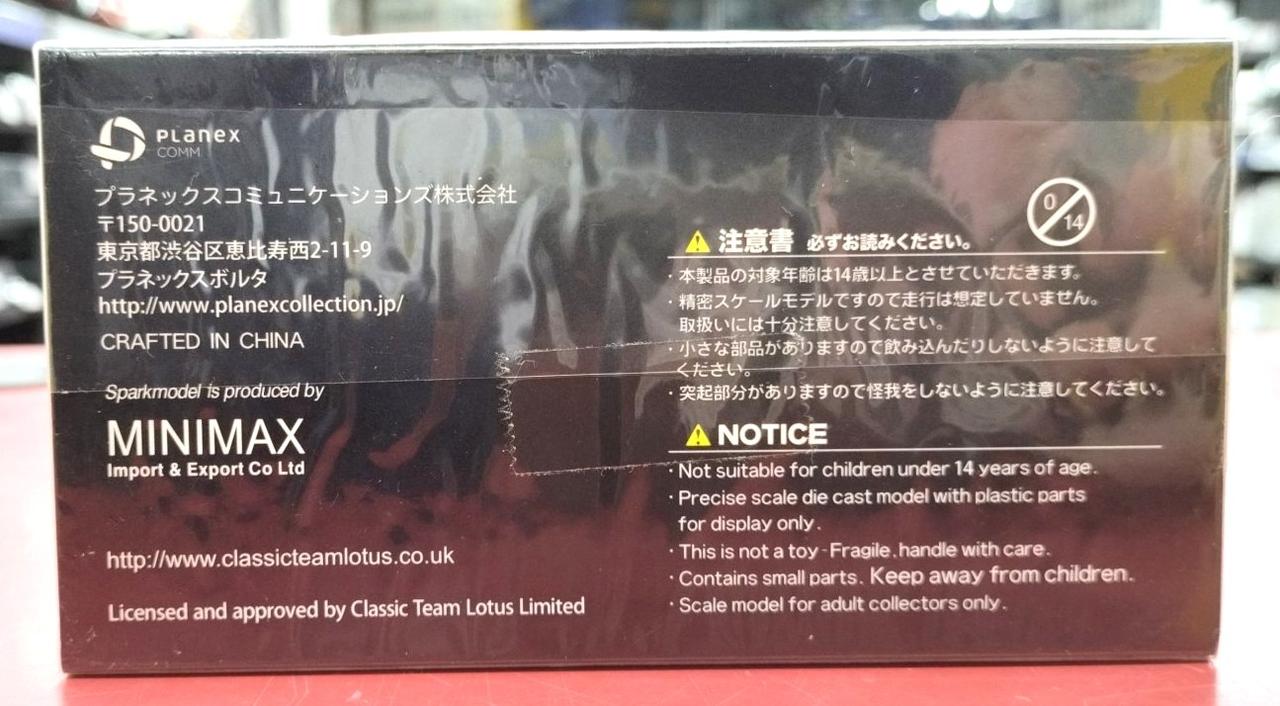 PLANEX
COMM
プラネックスコミュニケーションズ株式会社
〒150-0021
東京都渋谷区恵比寿西2-11-9
プラネックスボルタ
http://www.planexcollection.jp/
CRAFTED IN CHINA
Sparkmodel is produced by
MINIMAX
Import & Export Co Ltd
http://www.classicteamlotus.co.uk
Licensed and approved by Classic Team Lotus Limited
0
14
注意書 必ずお読みください。
・本製品の対象年齢は14歳以上とさせていただきます。
・精密スケールモデルですので走行は想定していません。
取扱いには十分注意してください。
・小さな部品がありますので飲み込んだりしないように注意して
ください。
・突起部分がありますので怪我をしないように注意してください。
NOTICE
・Not suitable for children under 14 years of age.
・Precise scale die cast model with plastic parts
for display only.
・This is not a toy-Fragile, handle with care.
・Contains small parts. Keep away from children.
・Scale model for adult collectors only.